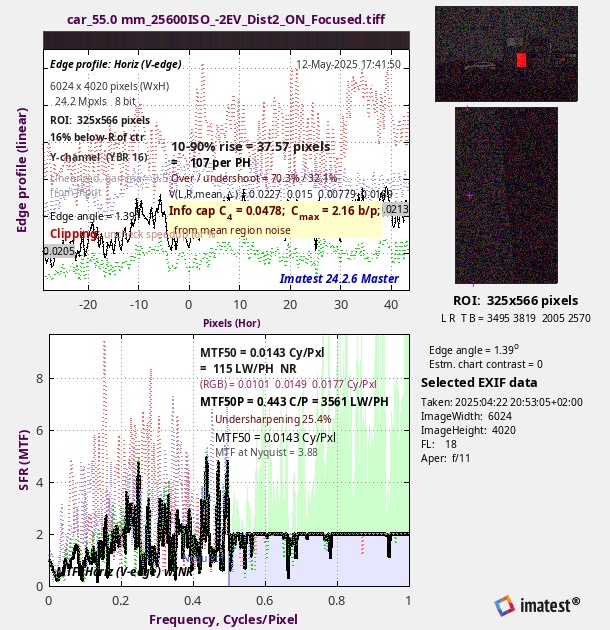 car_55.0 mm_25600ISO_-2EV_Dist2_ON_Focused.tiff
Edge profile: Horiz (V-edge)
12-May-2025 17:41:50
6024 x 4020 pixels (WxH)
24.2 Mpxls   8 bit
ROI:  325x566 pixels
16% below-R of ctr
Y-channel  (YBR 16)
10-90% rise = 37.57 pixels
=   107 per PH
Over / undershoot = 70.3% / 32.1%
Info cap C4 = 0.0478;  Cmax = 2.16 b/p;
from mean region noise
Edge angle = 1.39
Clipping
0.0205
.0213
Imatest 24.2.6 Master
Edge profile (linear)
-20 -10 0 10 20 30 40
Pixels (Hor)
MTF50 = 0.0143 Cy/Pxl
=  115 LW/PH  NR
(RGB) = 0.0101  0.0149  0.0177 Cy/Pxl
MTF50P = 0.443 C/P = 3561 LW/PH
Undersharpening 25.4%
MTF50 = 0.0143 Cy/Pxl
MTF at Nyquist = 3.88
MTF: Horiz (V-edge) w/NR
SFR (MTF)
8
6
4
2
0
0 0.2 0.4 0.6 0.8 1
Frequency, Cycles/Pixel
ROI:  325x566 pixels
L R  T B = 3495 3819  2005 2570
Edge angle = 1.39°
Estm. chart contrast = 0
Selected EXIF data
Taken: 2025:04:22 20:53:05+02:00
ImageWidth:  6024
ImageHeight:  4020
FL:   18
Aper:  f/11
imatest®